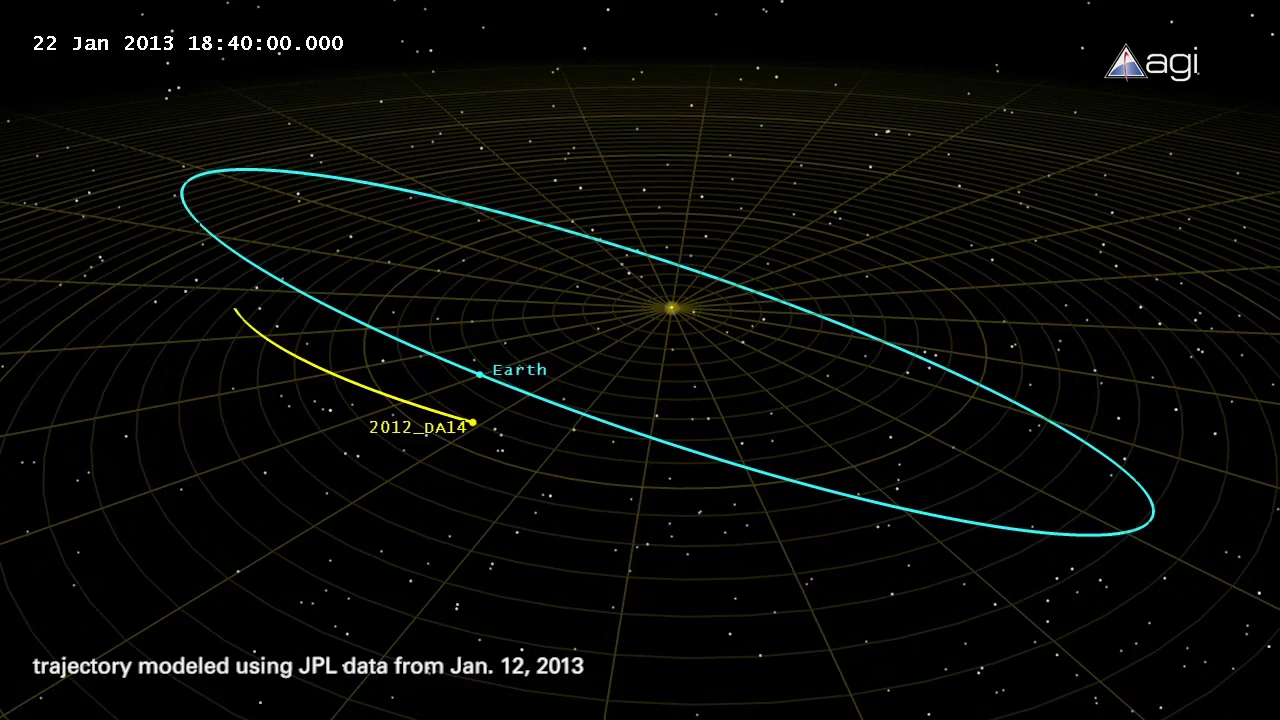 22 Jan 2013 18:40:00.000
agi
Earth
2012_DA14
trajectory modeled using JPL data from Jan. 12, 2013